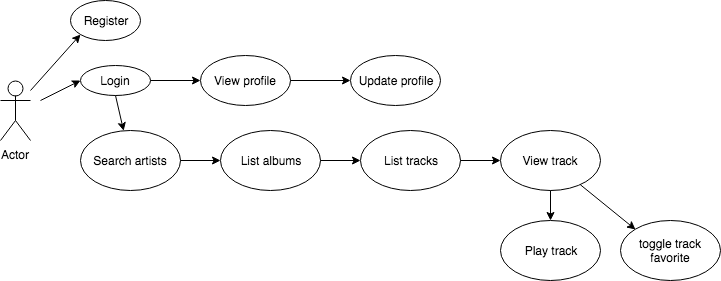 Register
Login
View profile
Update profile
Actor
Search artists
List albums
List tracks
View track
Play track
toggle track
favorite